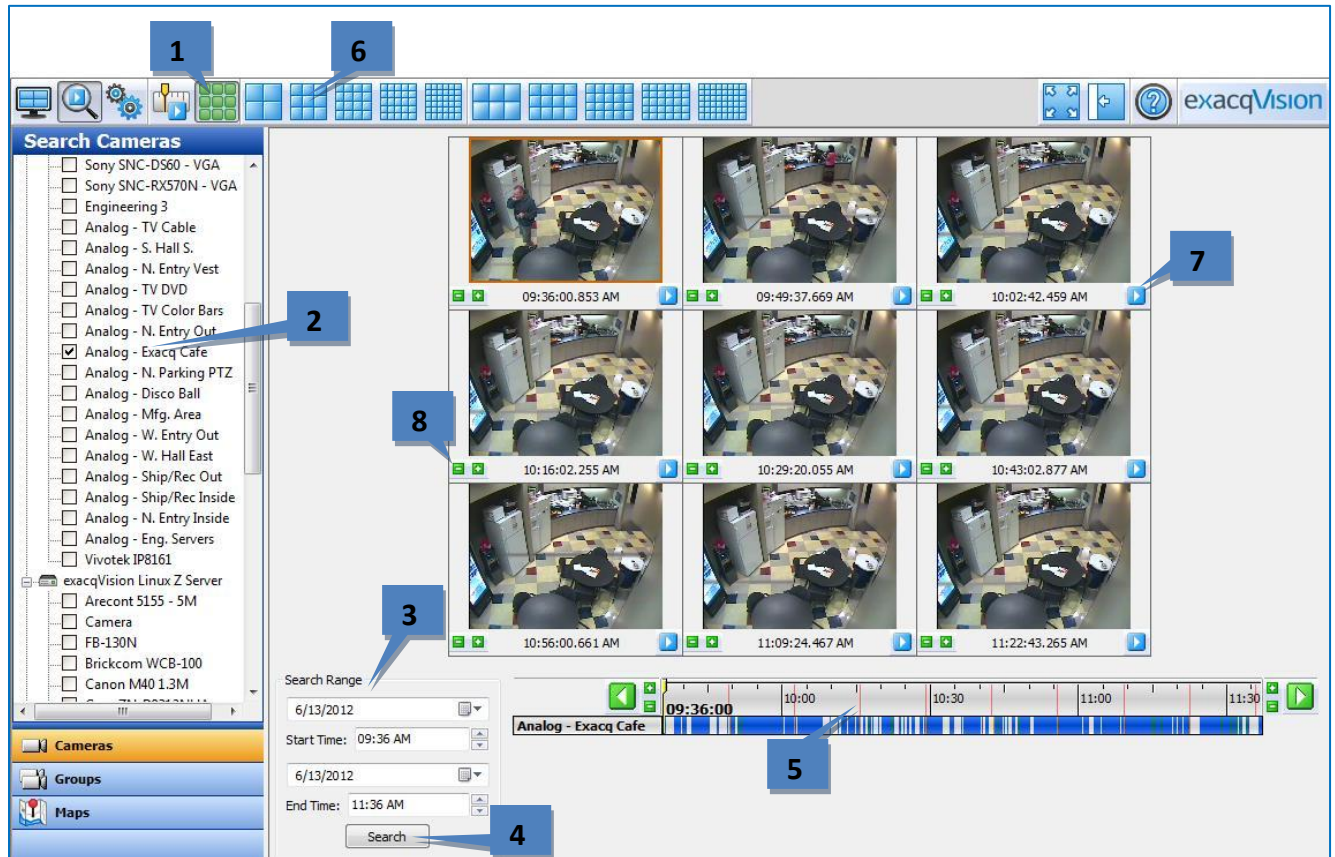 1
6
exacqVision
Search Cameras
Sony SNC-DS60 - VGA
Sony SNC-RX570N - VGA
Engineering 3
Analog - TV Cable
Analog - S. Hall S.
Analog - N. Entry Vest
Analog - TV DVD
Analog - TV Color Bars
Analog - N. Entry Out
Analog - Exacq Cafe
Analog - N. Parking PTZ
Analog - Disco Ball
Analog - Mfg. Area
Analog - W. Entry Out
Analog - W. Hall East
Analog - Ship/Rec Out
Analog - Ship/Rec Inside
Analog - N. Entry Inside
Analog - Eng. Servers
Vivotek IP8161
exacqVision Linux Z Server
Arecont 5155 - 5M
Camera
FB-130N
Brickcom WCB-100
Canon M40 1.3M
Cameras
Groups
Maps
2
7
09:36:00.853 AM
09:49:37.669 AM
10:02:42.459 AM
8
10:16:02.255 AM
10:29:20.055 AM
10:43:02.877 AM
10:56:00.661 AM
11:09:24.467 AM
11:22:43.265 AM
3
Search Range
6/13/2012
Start Time: 09:36 AM
6/13/2012
End Time: 11:36 AM
Search
4
09:36:00
10:00
10:30
11:00
11:30
Analog - Exacq Cafe
5